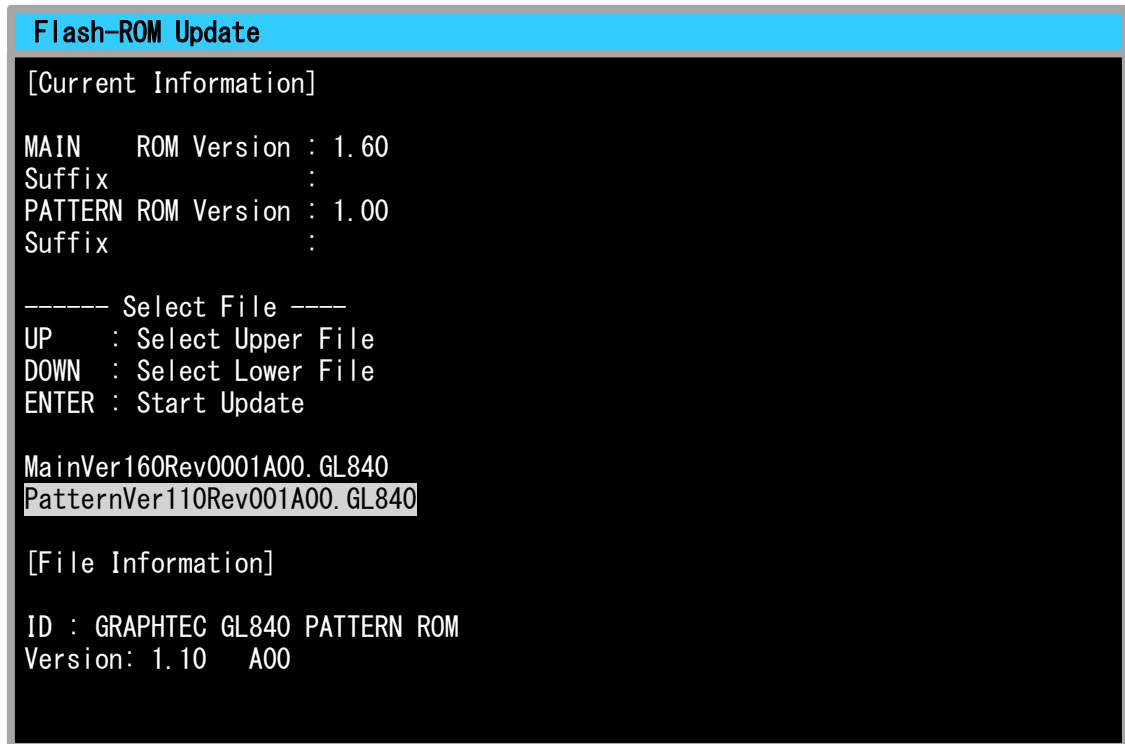 Flash-ROM Update
[Current Information]
MAIN    ROM Version : 1.60
Suffix              :
PATTERN ROM Version : 1.00
Suffix              :
------ Select File ----
UP    : Select Upper File
DOWN  : Select Lower File
ENTER : Start Update
MainVer160Rev0001A00.GL840
PatternVer110Rev001A00.GL840
[File Information]
ID : GRAPHTEC GL840 PATTERN ROM
Version: 1.10   A00